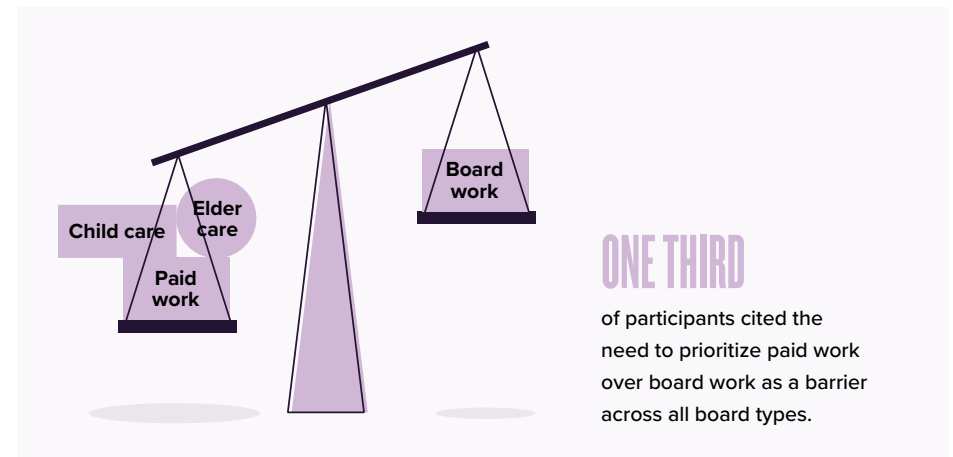 Board
work
Elder
care
Child care
Paid
work
ONE THIRD
of participants cited the
need to prioritize paid work
over board work as a barrier
across all board types.